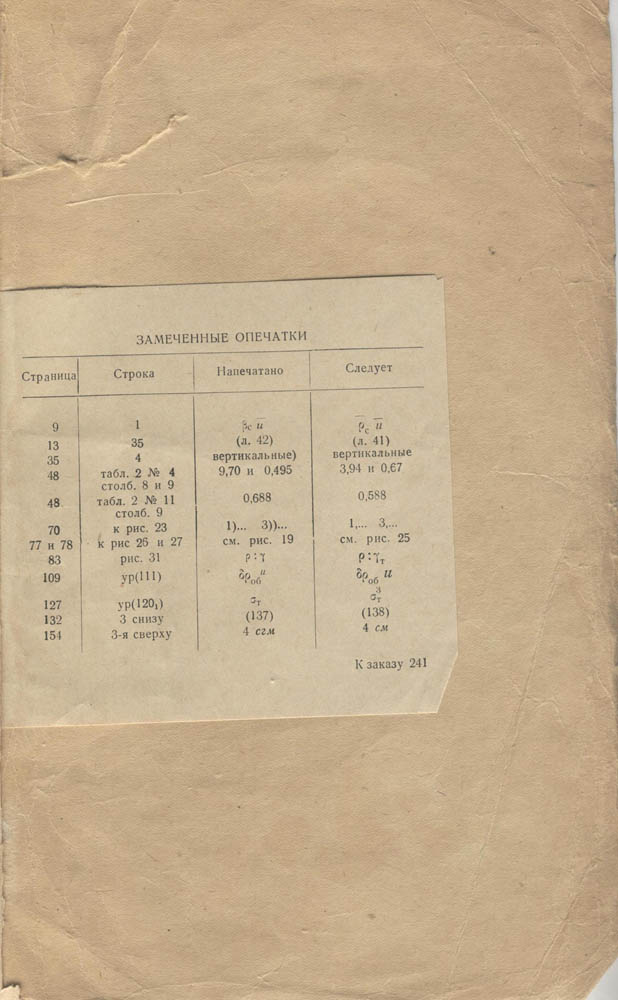 ЗАМЕЧЕННЫЕ ОПЕЧАТКИ
Страница Строка Напечатано Следует
9 1 ρ̄c ū ρ̄c ū
13 35 (л. 42) (л. 41)
35 4 вертикальные) вертикальные
48 табл. 2 № 4 9,70 и 0,495 3,94 и 0,67
столб. 8 и 9
48 табл. 2 № 11 0,688 0,588
столб. 9
70 к рис. 23 1)... 3))... 1,... 3,...
77 и 78 к рис 26 и 27 см. рис. 19 см. рис. 25
83 рис. 31 ρ:γ ρ:γт
109 ур(111) δρоб u δρоб u
127 ур(120₁) σт σ³т
132 3 снизу (137) (138)
154 3-я сверху 4 сгм 4 см
К заказу 241